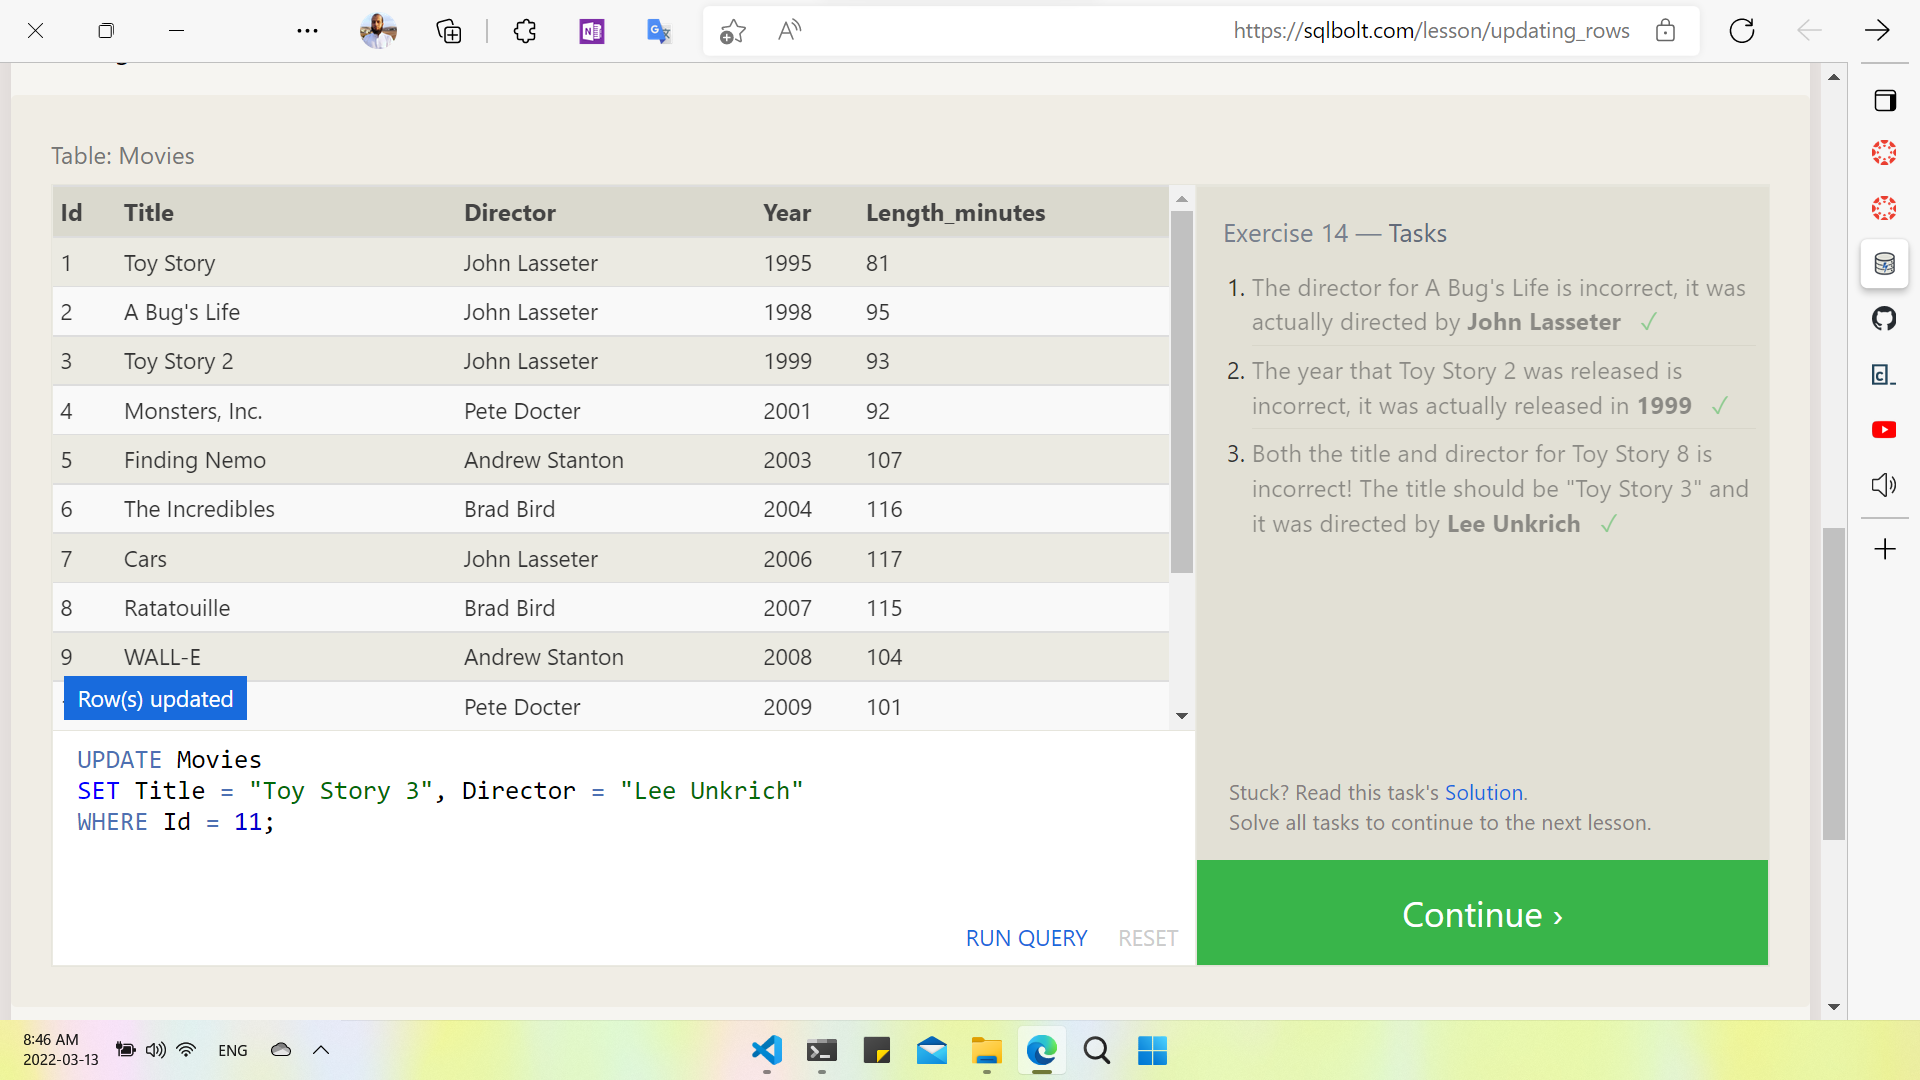 https://sqlbolt.com/lesson/updating_rows
Table: Movies
Id Title Director Year Length_minutes
1 Toy Story John Lasseter 1995 81
2 A Bug's Life John Lasseter 1998 95
3 Toy Story 2 John Lasseter 1999 93
4 Monsters, Inc. Pete Docter 2001 92
5 Finding Nemo Andrew Stanton 2003 107
6 The Incredibles Brad Bird 2004 116
7 Cars John Lasseter 2006 117
8 Ratatouille Brad Bird 2007 115
9 WALL-E Andrew Stanton 2008 104
Row(s) updated
Pete Docter 2009 101
UPDATE Movies
SET Title = "Toy Story 3", Director = "Lee Unkrich"
WHERE Id = 11;
RUN QUERY RESET
Exercise 14 — Tasks
1. The director for A Bug's Life is incorrect, it was
actually directed by John Lasseter ✓
2. The year that Toy Story 2 was released is
incorrect, it was actually released in 1999 ✓
3. Both the title and director for Toy Story 8 is
incorrect! The title should be "Toy Story 3" and
it was directed by Lee Unkrich ✓
Stuck? Read this task's Solution.
Solve all tasks to continue to the next lesson.
Continue ›
8:46 AM
2022-03-13
ENG